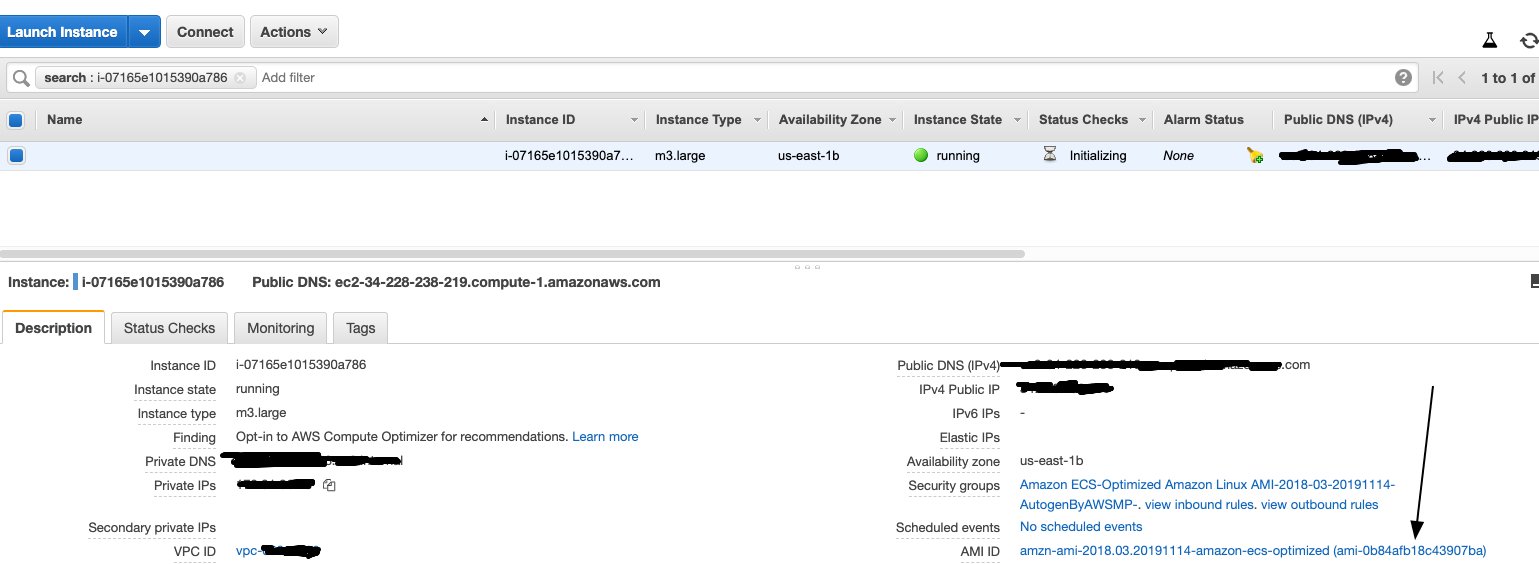 Launch Instance Connect Actions
search : i-07165e1015390a786 Add filter 1 to 1 of
Name Instance ID Instance Type Availability Zone Instance State Status Checks Alarm Status Public DNS (IPv4) IPv4 Public IP
i-07165e1015390a7... m3.large us-east-1b running Initializing None ...
Instance: i-07165e1015390a786 Public DNS: ec2-34-228-238-219.compute-1.amazonaws.com
Description Status Checks Monitoring Tags
Instance ID i-07165e1015390a786
Instance state running
Instance type m3.large
Finding Opt-in to AWS Compute Optimizer for recommendations. Learn more
Private DNS
Private IPs
Secondary private IPs
VPC ID vpc-
Public DNS (IPv4) .com
IPv4 Public IP
IPv6 IPs -
Elastic IPs
Availability zone us-east-1b
Security groups Amazon ECS-Optimized Amazon Linux AMI-2018-03-20191114-
AutogenByAWSMP-. view inbound rules. view outbound rules
Scheduled events No scheduled events
AMI ID amzn-ami-2018.03.20191114-amazon-ecs-optimized (ami-0b84afb18c43907ba)